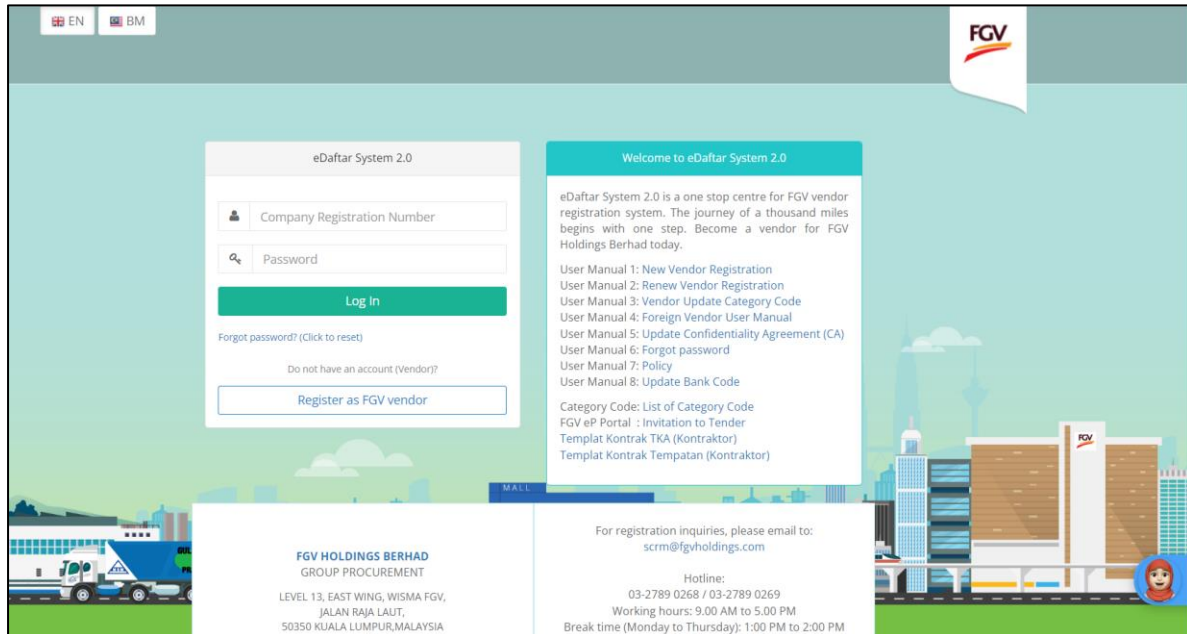 EN
BM
FGV
eDaftar System 2.0
Company Registration Number
Password
Log In
Forgot password? (Click to reset)
Do not have an account (Vendor)?
Register as FGV vendor
Welcome to eDaftar System 2.0
eDaftar System 2.0 is a one stop centre for FGV vendor
registration system. The journey of a thousand miles
begins with one step. Become a vendor for FGV
Holdings Berhad today.
User Manual 1: New Vendor Registration
User Manual 2: Renew Vendor Registration
User Manual 3: Vendor Update Category Code
User Manual 4: Foreign Vendor User Manual
User Manual 5: Update Confidentiality Agreement (CA)
User Manual 6: Forgot password
User Manual 7: Policy
User Manual 8: Update Bank Code
Category Code: List of Category Code
FGV eP Portal : Invitation to Tender
Templat Kontrak TKA (Kontraktor)
Templat Kontrak Tempatan (Kontraktor)
FGV
MALL
FGV HOLDINGS BERHAD
GROUP PROCUREMENT
LEVEL 13, EAST WING, WISMA FGV,
JALAN RAJA LAUT,
50350 KUALA LUMPUR,MALAYSIA
For registration inquiries, please email to:
scrm@fgvholdings.com
Hotline:
03-2789 0268 / 03-2789 0269
Working hours: 9.00 AM to 5.00 PM
Break time (Monday to Thursday): 1:00 PM to 2:00 PM